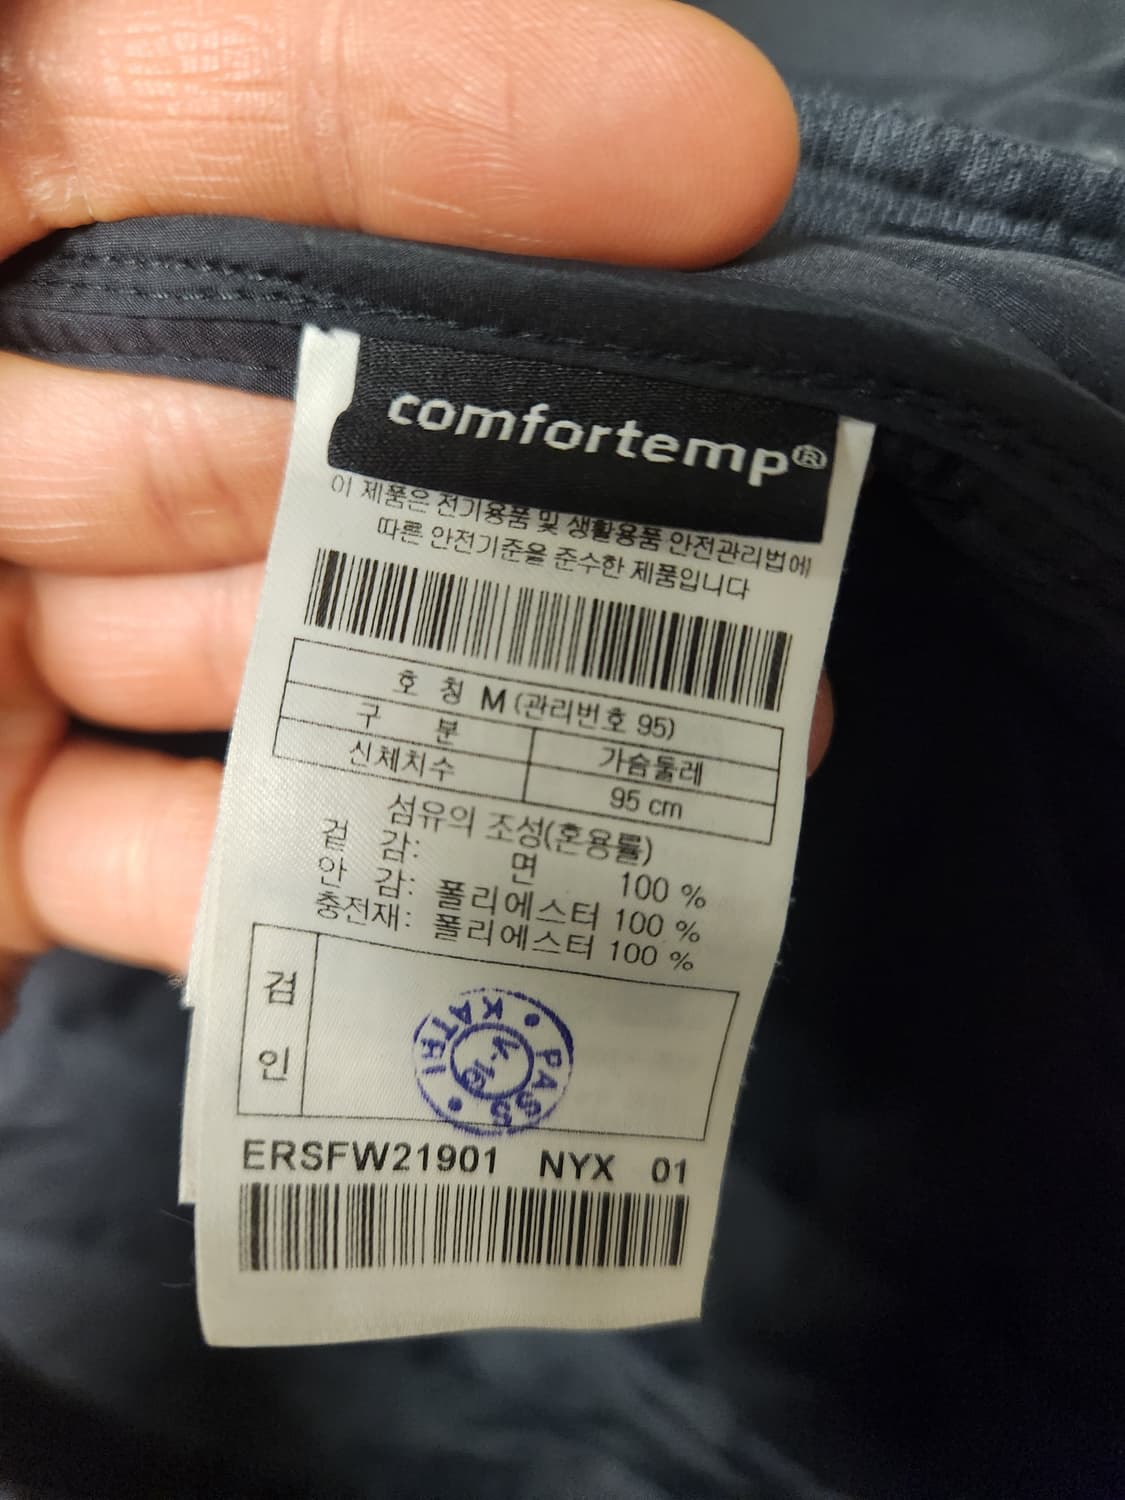 comfortemp®
이 제품은 전기용품 및 생활용품 안전관리법에
따른 안전기준을 준수한 제품입니다
호 칭 M (관리번호 95)
구 분 가슴둘레
신체치수 95 cm
섬유의 조성(혼용률)
겉 감: 면 100 %
안 감: 폴리에스터 100 %
충전재: 폴리에스터 100 %
검인
KATRI • PASS •
ERSFW21901 NYX 01